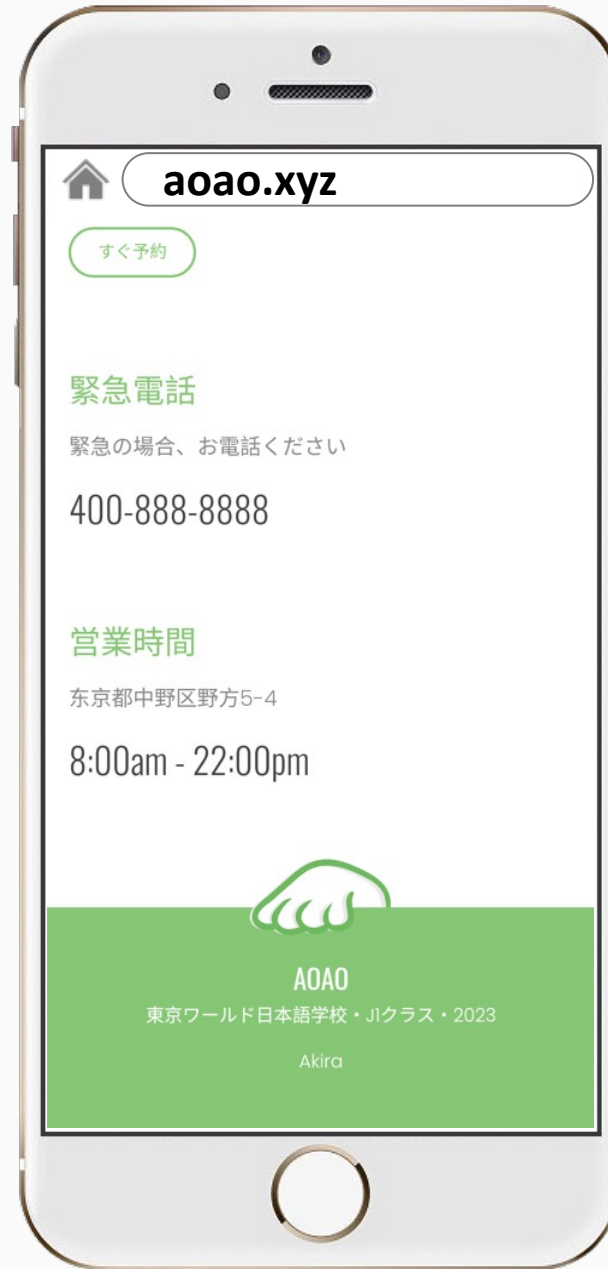 aoao.xyz
すぐ予約
緊急電話
緊急の場合、お電話ください
400-888-8888
営業時間
东京都中野区野方5-4
8:00am - 22:00pm
AOAO
東京ワールド日本語学校・J1クラス・2023
Akira